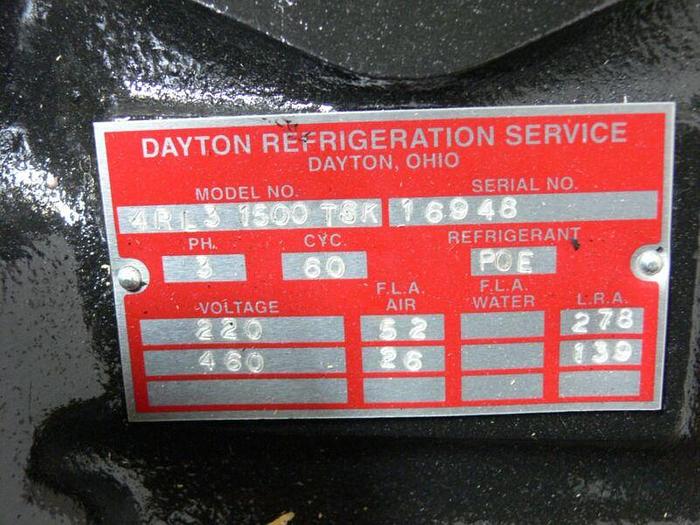 DAYTON REFRIGERATION SERVICE
DAYTON, OHIO
MODEL NO. SERIAL NO.
4RL3 1500 TSK 16948
PH. CYC. REFRIGERANT
3 60 POE
VOLTAGE F.L.A. AIR F.L.A. WATER L.R.A.
220 52 278
460 26 139